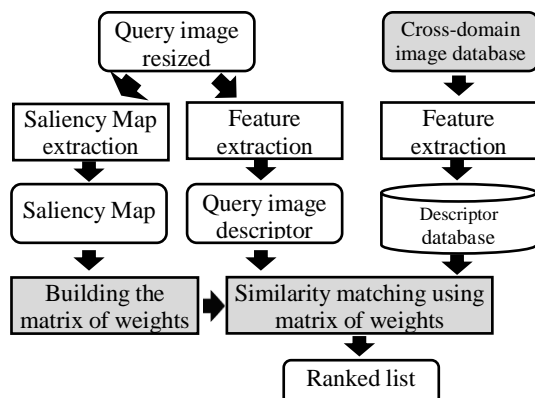 Query image
resized
Cross-domain
image database
Saliency Map
extraction
Feature
extraction
Feature
extraction
Saliency Map
Query image
descriptor
Descriptor
database
Building the
matrix of weights
Similarity matching using
matrix of weights
Ranked list